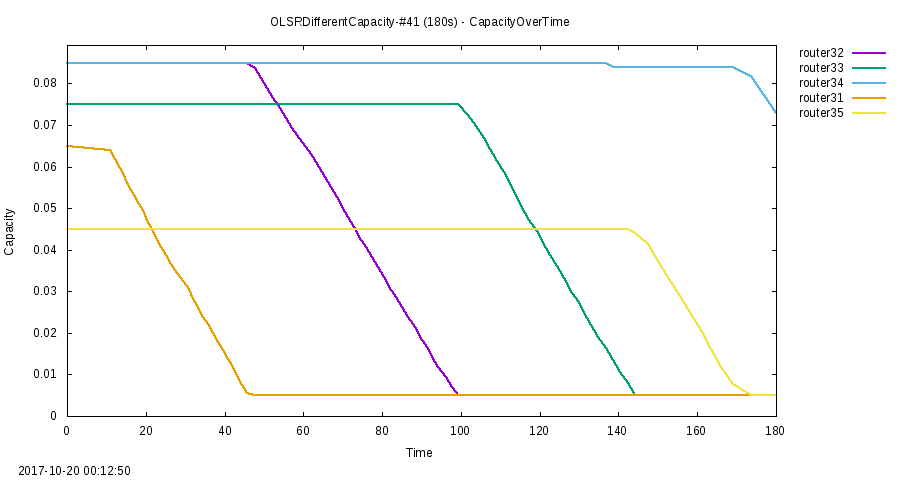 OLSRDifferentCapacity-#41 (180s) - CapacityOverTime
router32
router33
router34
router31
router35
0.08
0.07
0.06
0.05
0.04
0.03
0.02
0.01
0
Capacity
0 20 40 60 80 100 120 140 160 180
Time
2017-10-20 00:12:50